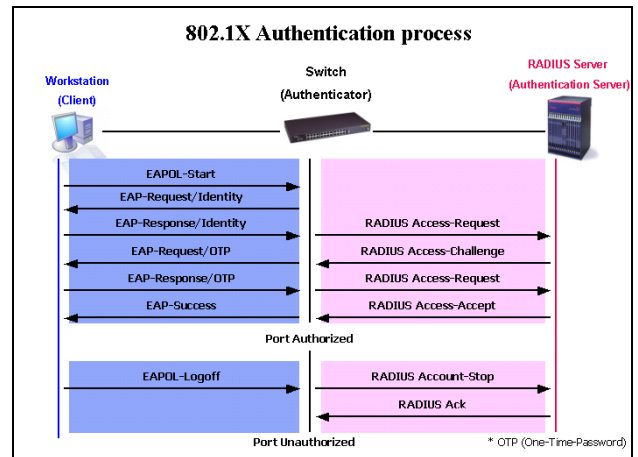 802.1X Authentication process
Workstation
(Client)
Switch
(Authenticator)
RADIUS Server
(Authentication Server)
EAPOL-Start
EAP-Request/Identity
EAP-Response/Identity
RADIUS Access-Request
EAP-Request/OTP
RADIUS Access-Challenge
EAP-Response/OTP
RADIUS Access-Request
EAP-Success
RADIUS Access-Accept
Port Authorized
EAPOL-Logoff
RADIUS Account-Stop
RADIUS Ack
Port Unauthorized
* OTP (One-Time-Password)